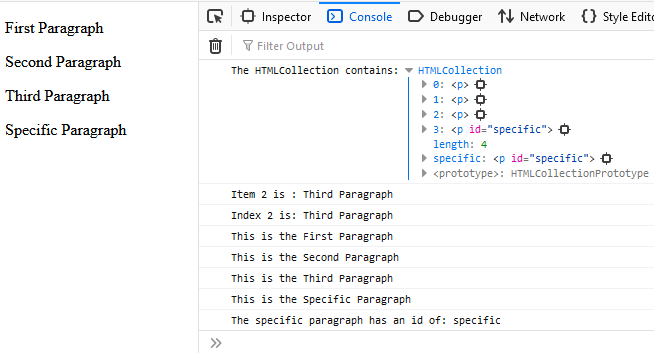 First Paragraph
Second Paragraph
Third Paragraph
Specific Paragraph
Inspector Console Debugger Network {} Style Edito
Filter Output
The HTMLCollection contains: HTMLCollection
0: <p>
1: <p>
2: <p>
3: <p id="specific">
length: 4
specific: <p id="specific">
<prototype>: HTMLCollectionPrototype
Item 2 is : Third Paragraph
Index 2 is: Third Paragraph
This is the First Paragraph
This is the Second Paragraph
This is the Third Paragraph
This is the Specific Paragraph
The specific paragraph has an id of: specific